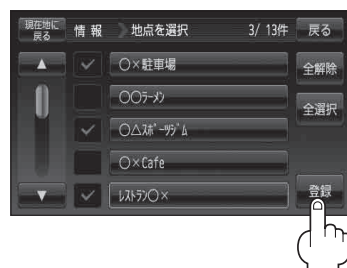 現在地に
戻る
情報
地点を選択
3/ 13件
戻る
▲
○×駐車場
全解除
○○ﾗｰﾒﾝ
全選択
○△ｽﾎﾟｰﾂｼﾞﾑ
○×Cafe
▼
ﾚｽﾄﾗﾝ○×
登録